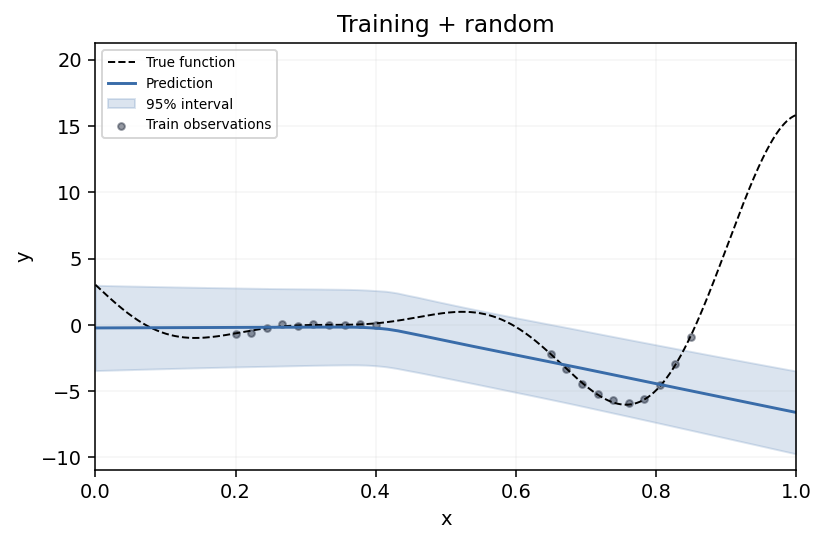 Training + random
True function
Prediction
95% interval
Train observations
20
15
10
5
0
−5
−10
y
0.0 0.2 0.4 0.6 0.8 1.0
x